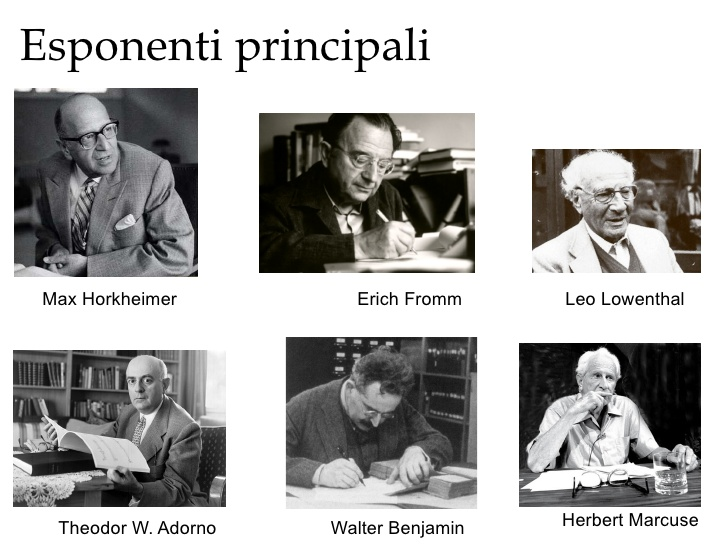 Esponenti principali
Max Horkheimer
Erich Fromm
Leo Lowenthal
Theodor W. Adorno
Walter Benjamin
Herbert Marcuse